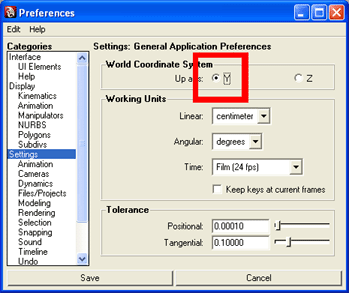 Preferences
Edit Help
Categories
Interface
UI Elements
Help
Display
Kinematics
Animation
Manipulators
NURBS
Polygons
Subdivs
Settings
Animation
Cameras
Dynamics
Files/Projects
Modeling
Rendering
Selection
Snapping
Sound
Timeline
Undo
Settings: General Application Preferences
World Coordinate System
Up axis: Y Z
Working Units
Linear: centimeter
Angular: degrees
Time: Film (24 fps)
Keep keys at current frames
Tolerance
Positional: 0.00010
Tangential: 0.10000
Save Cancel